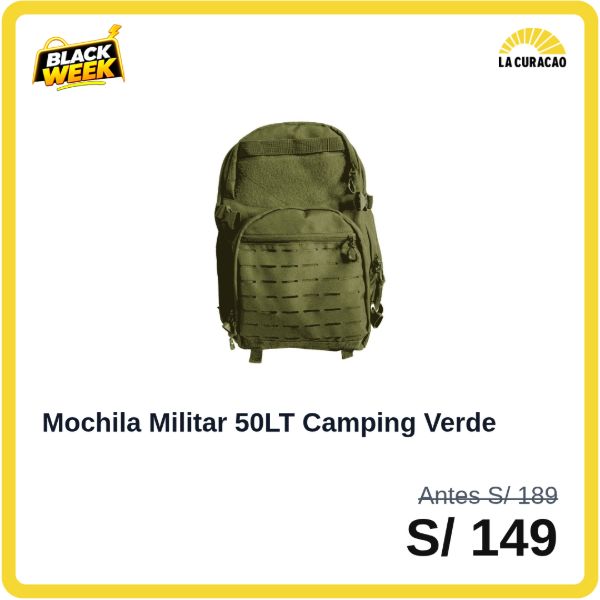 BLACK
WEEK
LA CURACAO
Mochila Militar 50LT Camping Verde
Antes S/ 189
S/ 149